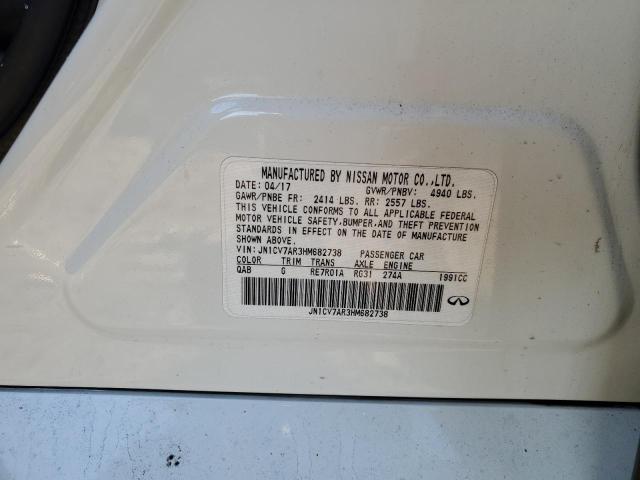 MANUFACTURED BY NISSAN MOTOR CO.,LTD.
DATE: 04/17 GVWR/PNBV: 4940 LBS.
GAWR/PNBE FR: 2414 LBS. RR: 2557 LBS.
THIS VEHICLE CONFORMS TO ALL APPLICABLE FEDERAL
MOTOR VEHICLE SAFETY,BUMPER,AND THEFT PREVENTION
STANDARDS IN EFFECT ON THE DATE OF MANUFACTURE
SHOWN ABOVE.
VIN:JN1CV7AR3HM682738 PASSENGER CAR
COLOR TRIM TRANS AXLE ENGINE
QAB G RE7R01A RG31 274A 1991CC
JN1CV7AR3HM682738
INFINITI